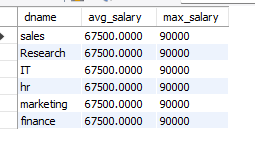 dname avg_salary max_salary
sales 67500.0000 90000
Research 67500.0000 90000
IT 67500.0000 90000
hr 67500.0000 90000
marketing 67500.0000 90000
finance 67500.0000 90000